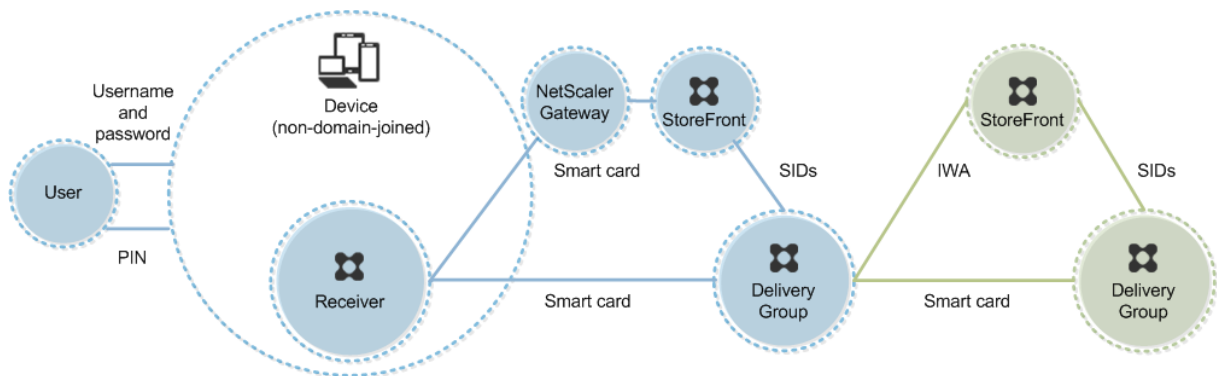 Username
and
password
User
PIN
Device
(non-domain-joined)
Receiver
NetScaler
Gateway
StoreFront
Smart card
SIDs
Smart card
Delivery
Group
StoreFront
IWA
SIDs
Smart card
Delivery
Group